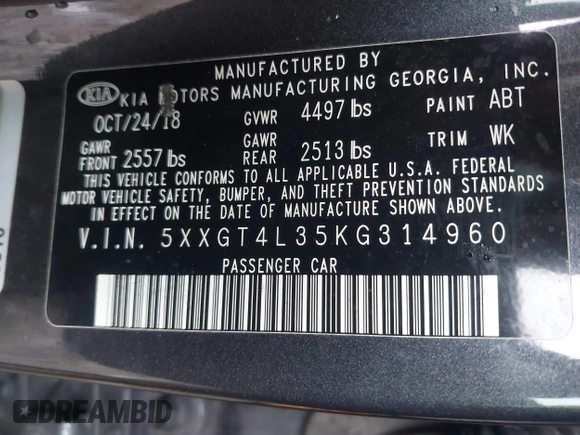 MANUFACTURED BY
KIA KIA MOTORS MANUFACTURING GEORGIA, INC.
OCT/24/18 GVWR 4497 lbs PAINT ABT
GAWR FRONT 2557 lbs GAWR REAR 2513 lbs TRIM WK
THIS VEHICLE CONFORMS TO ALL APPLICABLE U.S.A. FEDERAL
MOTOR VEHICLE SAFETY, BUMPER, AND THEFT PREVENTION STANDARDS
IN EFFECT ON THE DATE OF MANUFACTURE SHOWN ABOVE.
V.I.N. 5XXGT4L35KG314960
PASSENGER CAR
DREAMBID